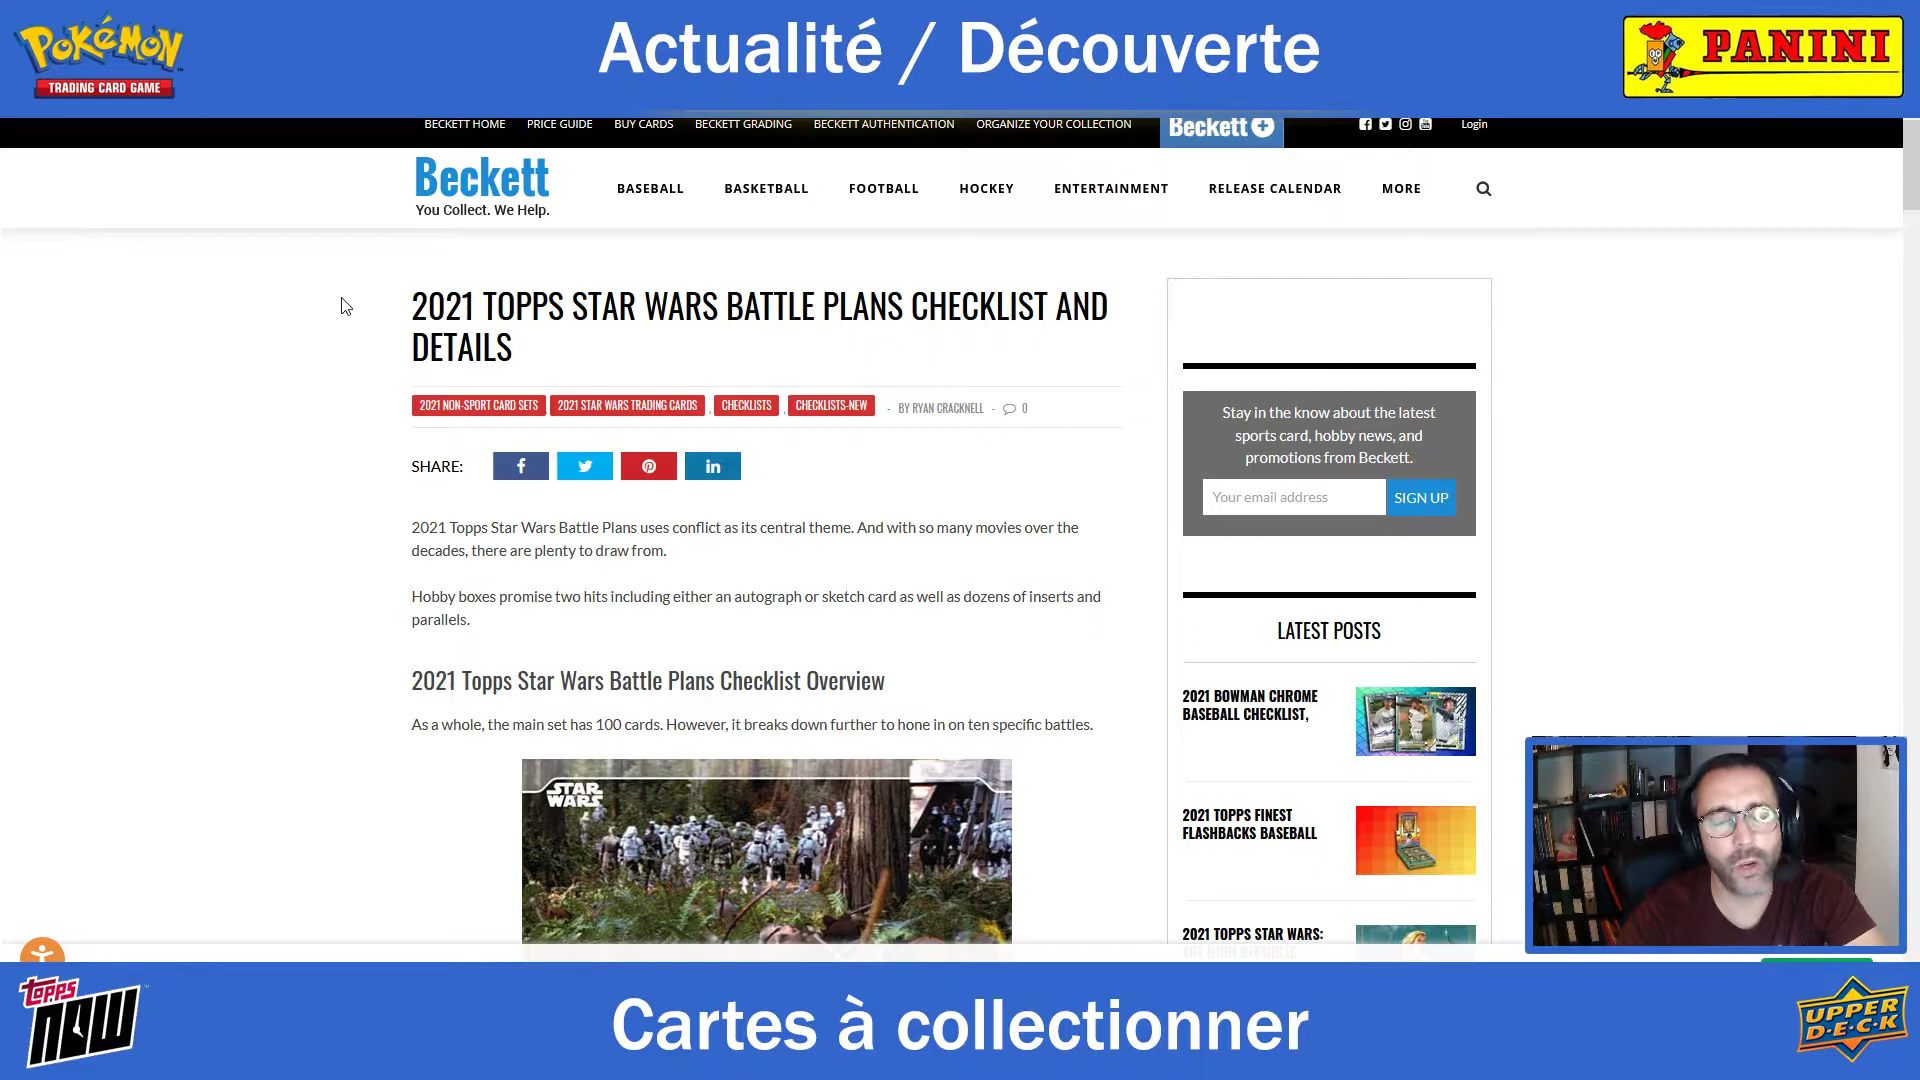 POKÉMON
TRADING CARD GAME
Actualité / Découverte
PANINI
BECKETT HOME PRICE GUIDE BUY CARDS BECKETT GRADING BECKETT AUTHENTICATION ORGANIZE YOUR COLLECTION Beckett Login
Beckett
You Collect. We Help.
BASEBALL BASKETBALL FOOTBALL HOCKEY ENTERTAINMENT RELEASE CALENDAR MORE
2021 TOPPS STAR WARS BATTLE PLANS CHECKLIST AND
DETAILS
2021 NON-SPORT CARD SETS , 2021 STAR WARS TRADING CARDS , CHECKLISTS , CHECKLISTS-NEW - BY RYAN CRACKNELL - 0
SHARE:
2021 Topps Star Wars Battle Plans uses conflict as its central theme. And with so many movies over the
decades, there are plenty to draw from.
Hobby boxes promise two hits including either an autograph or sketch card as well as dozens of inserts and
parallels.
2021 Topps Star Wars Battle Plans Checklist Overview
As a whole, the main set has 100 cards. However, it breaks down further to hone in on ten specific battles.
STAR
WARS
Stay in the know about the latest
sports card, hobby news, and
promotions from Beckett.
Your email address SIGN UP
LATEST POSTS
2021 BOWMAN CHROME
BASEBALL CHECKLIST,
2021 TOPPS FINEST
FLASHBACKS BASEBALL
2021 TOPPS STAR WARS:
THE HIGH REPUBLIC
TOPPS
NOW
Cartes à collectionner
UPPER
D·E·C·K